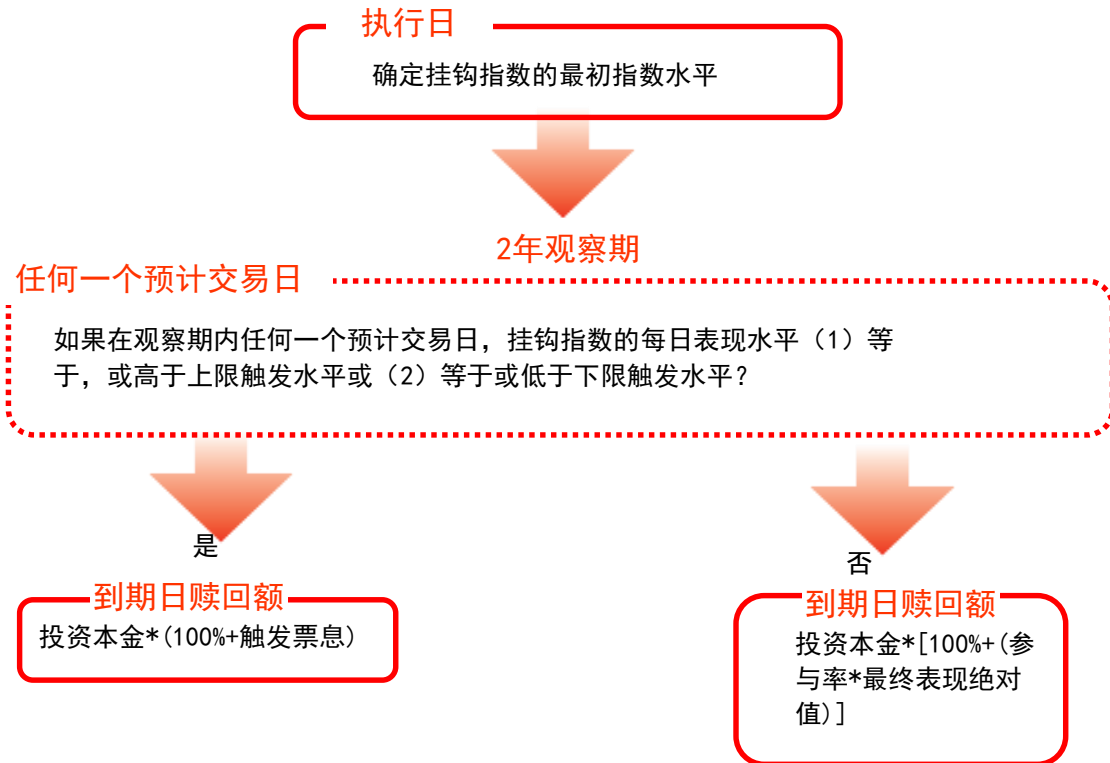 执行日
确定挂钩指数的最初指数水平
2年观察期
任何一个预计交易日
如果在观察期内任何一个预计交易日，挂钩指数的每日表现水平（1）等
于，或高于上限触发水平或（2）等于或低于下限触发水平？
是
否
到期日赎回额
投资本金*(100%+触发票息)
到期日赎回额
投资本金*[100%+(参
与率*最终表现绝对
值)]